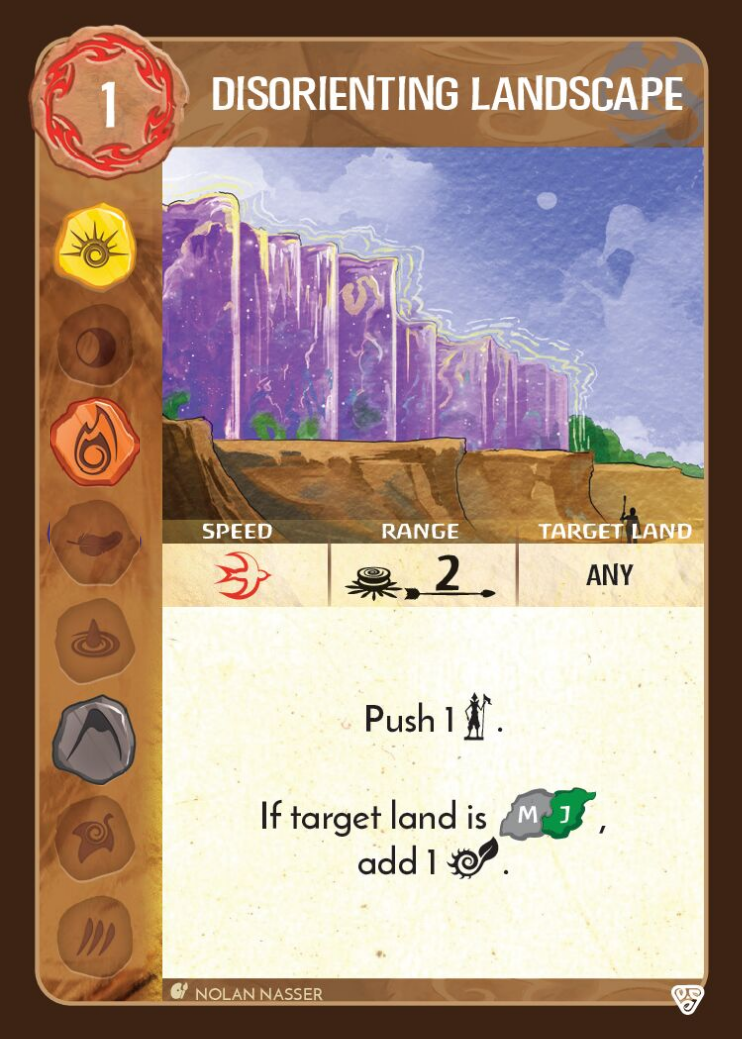 1
DISORIENTING LANDSCAPE
SPEED RANGE TARGET LAND
2 ANY
Push 1 .
If target land is M J ,
add 1 .
NOLAN NASSER